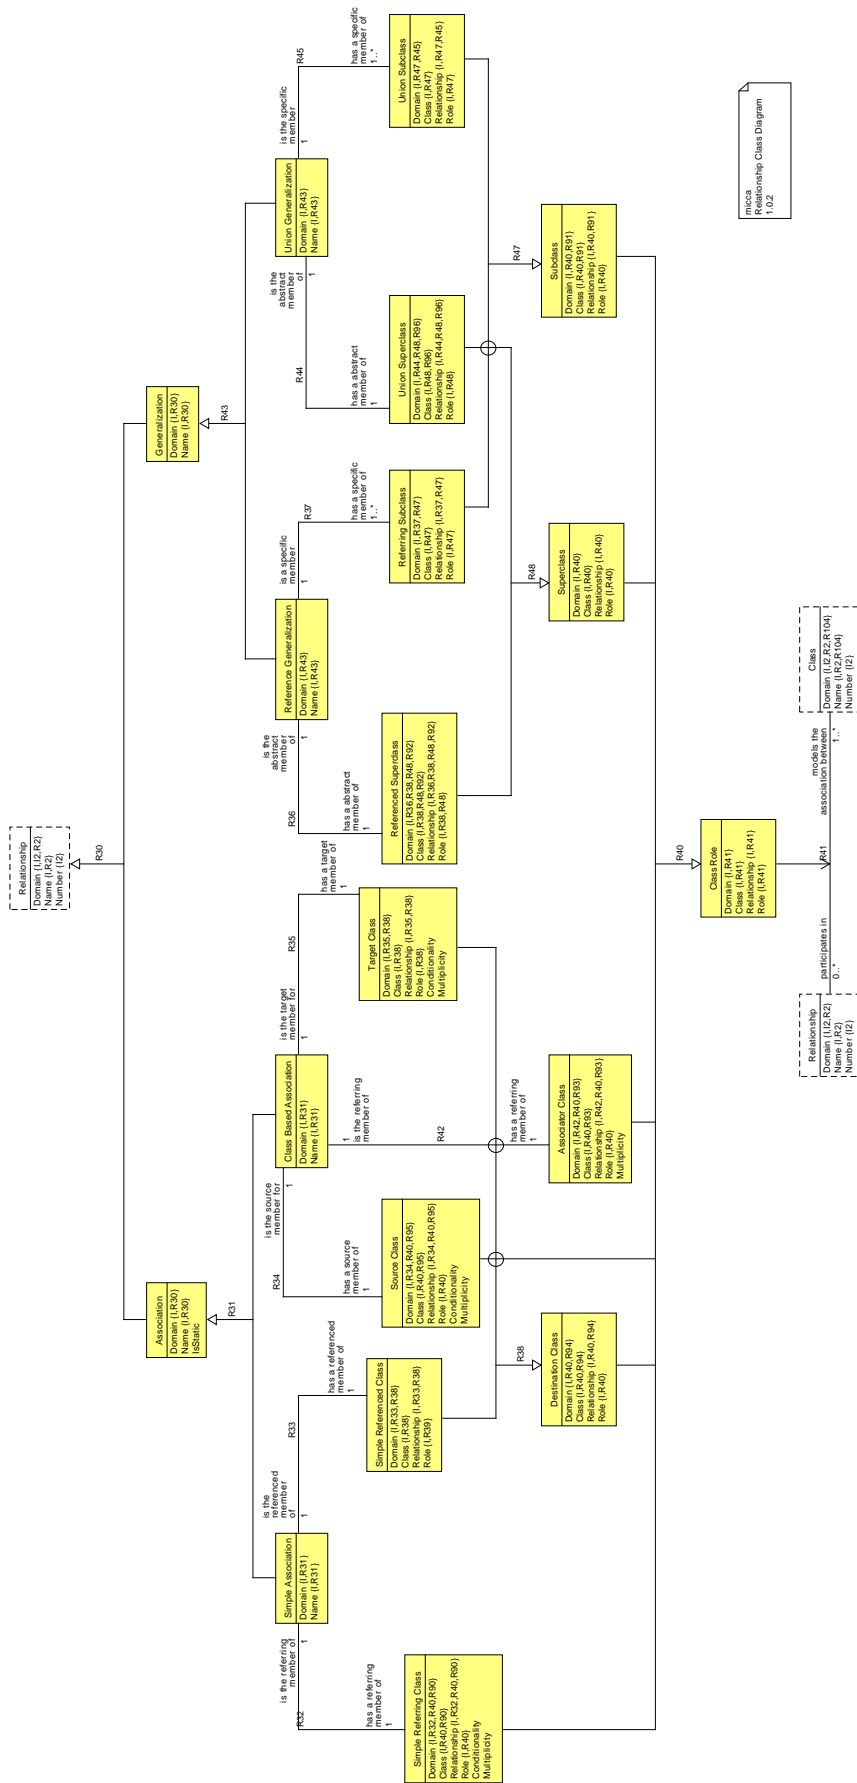 Relationship
Domain {I,I2,R2}
Name {I,R2}
Number {I2}
R30
Association
Domain {I,R30}
Name {I,R30}
IsStatic
Generalization
Domain {I,R30}
Name {I,R30}
R31
R43
Simple Association
Domain {I,R31}
Name {I,R31}
Class Based Association
Domain {I,R31}
Name {I,R31}
Reference Generalization
Domain {I,R43}
Name {I,R43}
Union Generalization
Domain {I,R43}
Name {I,R43}
is the referring
member of
1
R32
has a referring
member of
1
is the
referenced
member
of
1
R33
has a referenced
member of
1
is the source
member for
1
R34
has a source
member of
1
1
is the referring
member of
R42
has a referring
member of
1
is the target
member for
1
R35
has a target
member of
1
is the
abstract
member
of
1
R36
has a abstract
member of
1
is a specific
member
1
R37
has a specific
member of
1..*
is the
abstract
member
of
1
R44
has a abstract
member of
1
is the specific
member
1
R45
has a specific
member of
1..*
Simple Referring Class
Domain {I,R32,R40,R90}
Class {I,R40,R90}
Relationship {I,R32,R40,R90}
Role {I,R40}
Conditionality
Multiplicity
Simple Referenced Class
Domain {I,R33,R38}
Class {I,R38}
Relationship {I,R33,R38}
Role {I,R39}
Source Class
Domain {I,R34,R40,R95}
Class {I,R40,R95}
Relationship {I,R34,R40,R95}
Role {I,R40}
Conditionality
Multiplicity
Target Class
Domain {I,R35,R38}
Class {I,R38}
Relationship {I,R35,R38}
Role {I,R38}
Conditionality
Multiplicity
Referenced Superclass
Domain {I,R36,R38,R48,R92}
Class {I,R38,R48,R92}
Relationship {I,R36,R38,R48,R92}
Role {I,R38,R48}
Referring Subclass
Domain {I,R37,R47}
Class {I,R47}
Relationship {I,R37,R47}
Role {I,R47}
Union Superclass
Domain {I,R44,R48,R96}
Class {I,R48,R96}
Relationship {I,R44,R48,R96}
Role {I,R48}
Union Subclass
Domain {I,R47,R45}
Class {I,R47}
Relationship {I,R47,R45}
Role {I,R47}
R38
R48
R47
Destination Class
Domain {I,R40,R94}
Class {I,R40,R94}
Relationship {I,R40,R94}
Role {I,R40}
Associator Class
Domain {I,R42,R40,R93}
Class {I,R40,R93}
Relationship {I,R42,R40,R93}
Role {I,R40}
Multiplicity
Superclass
Domain {I,R40}
Class {I,R40}
Relationship {I,R40}
Role {I,R40}
Subclass
Domain {I,R40,R91}
Class {I,R40,R91}
Relationship {I,R40,R91}
Role {I,R40}
R40
Class Role
Domain {I,R41}
Class {I,R41}
Relationship {I,R41}
Role {I,R41}
Relationship
Domain {I,I2,R2}
Name {I,R2}
Number {I2}
participates in
0..*
R41
models the
association between
1..*
Class
Domain {I,I2,R2,R104}
Name {I,R2,R104}
Number {I2}
micca
Relationship Class Diagram
1.0.2